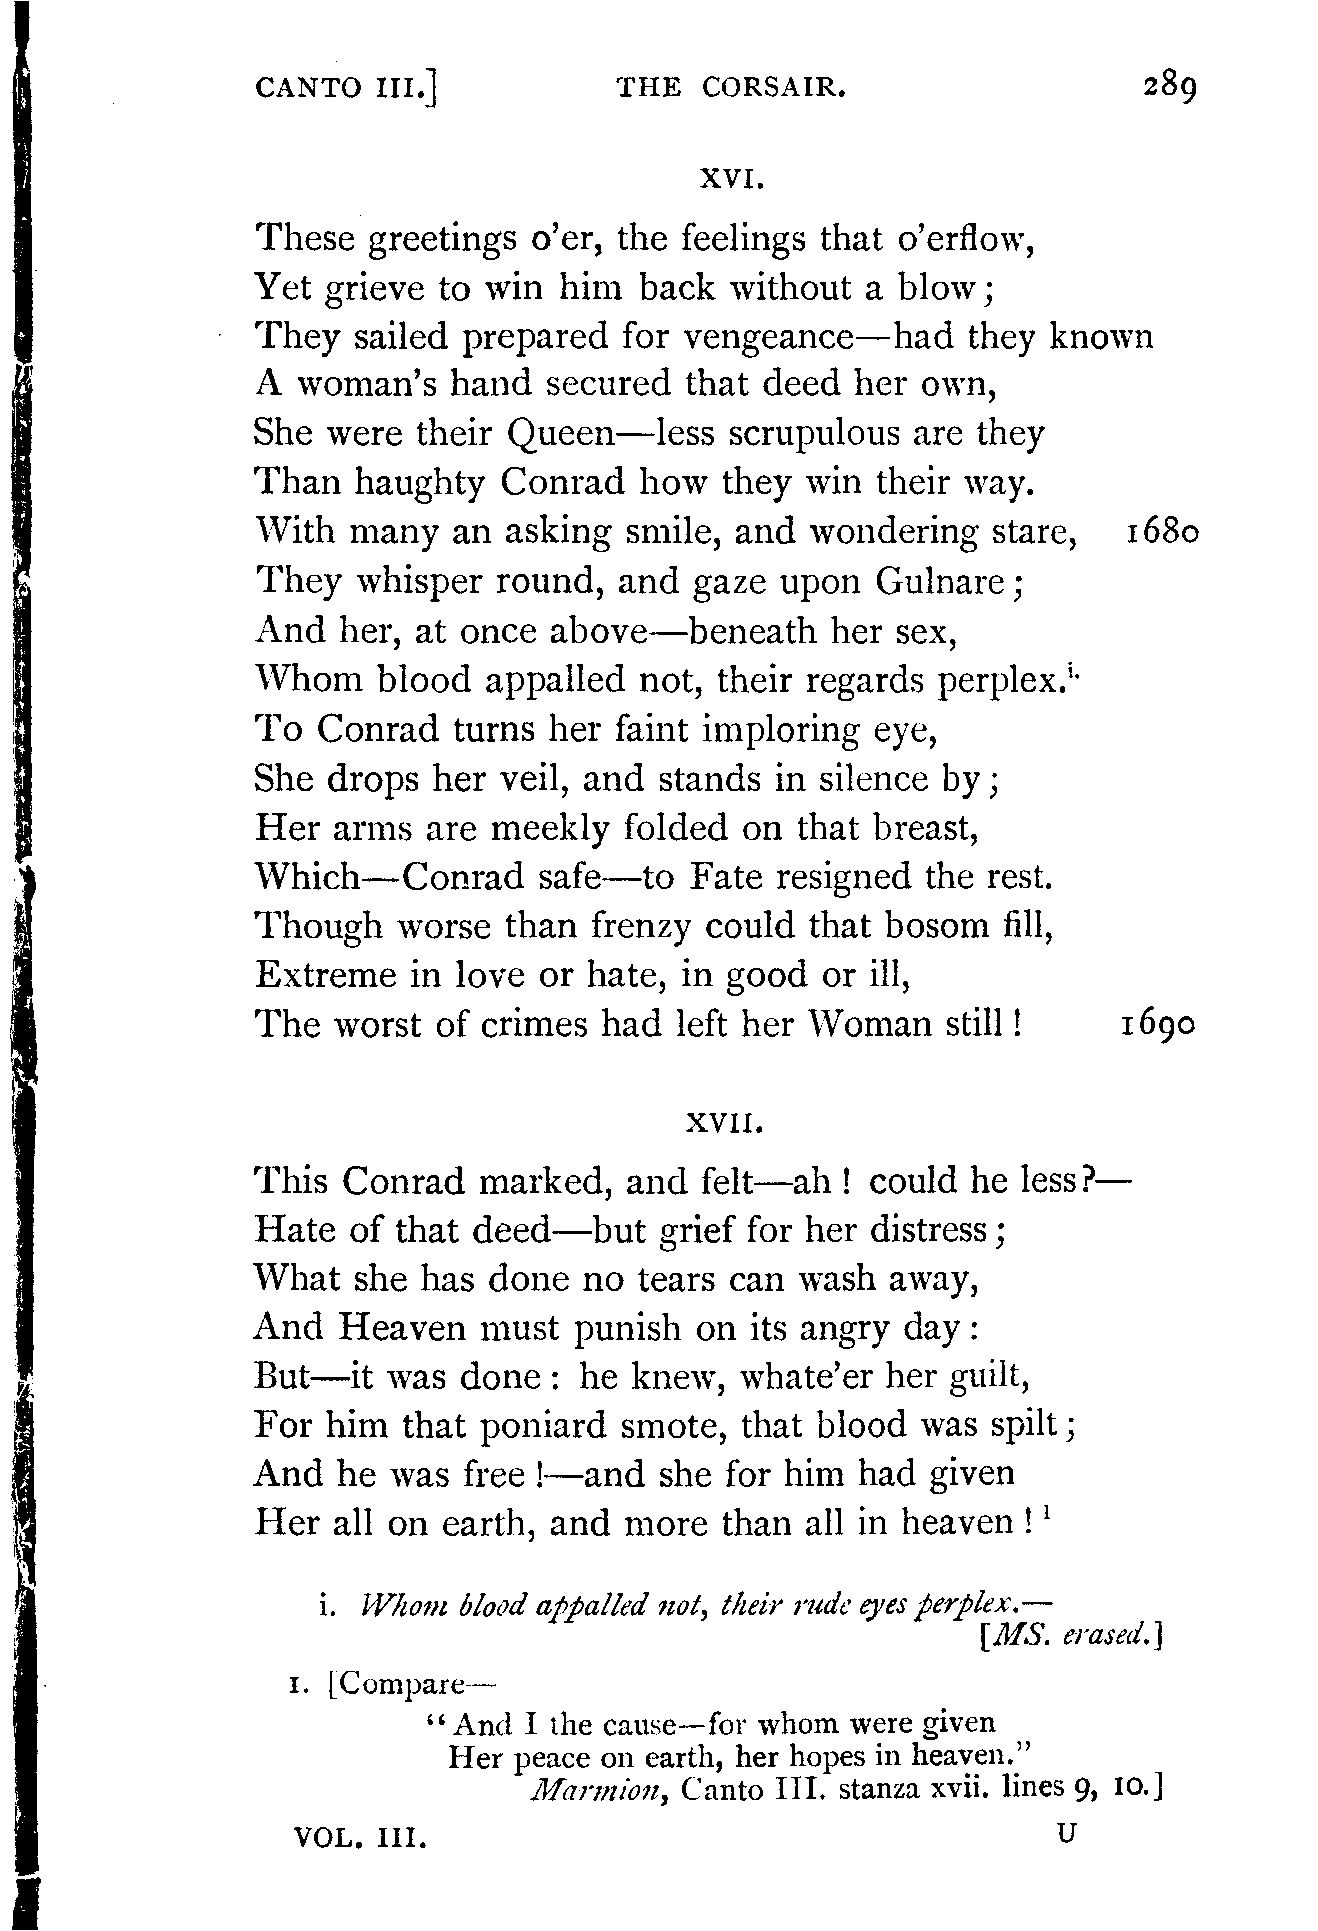 CANTO III.] THE CORSAIR. 289
XVI.
These greetings o'er, the feelings that o'erflow,
Yet grieve to win him back without a blow;
They sailed prepared for vengeance—had they known
A woman's hand secured that deed her own,
She were their Queen—less scrupulous are they
Than haughty Conrad how they win their way.
With many an asking smile, and wondering stare, 1680
They whisper round, and gaze upon Gulnare;
And her, at once above—beneath her sex,
Whom blood appalled not, their regards perplex.i.
To Conrad turns her faint imploring eye,
She drops her veil, and stands in silence by;
Her arms are meekly folded on that breast,
Which—Conrad safe—to Fate resigned the rest.
Though worse than frenzy could that bosom fill,
Extreme in love or hate, in good or ill,
The worst of crimes had left her Woman still! 1690
XVII.
This Conrad marked, and felt—ah! could he less?—
Hate of that deed—but grief for her distress;
What she has done no tears can wash away,
And Heaven must punish on its angry day:
But—it was done: he knew, whate'er her guilt,
For him that poniard smote, that blood was spilt;
And he was free!—and she for him had given
Her all on earth, and more than all in heaven! 1
i. Whom blood appalled not, their rude eyes perplex.—
[MS. erased.]
1. [Compare—
"And I the cause—for whom were given
Her peace on earth, her hopes in heaven."
Marmion, Canto III. stanza xvii. lines 9, 10.]
VOL. III. U